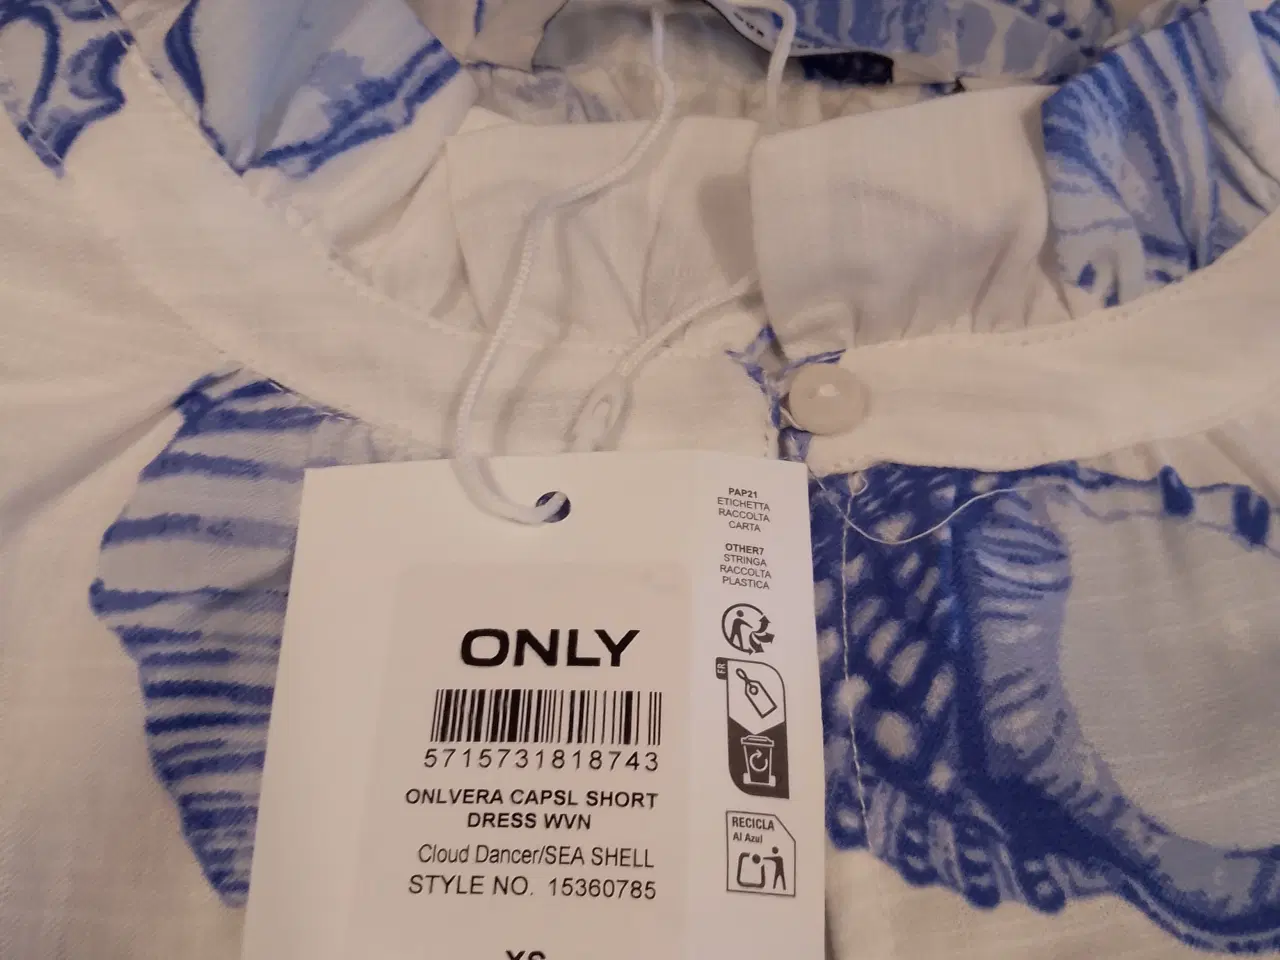 PAP21
ETICHETTA
RACCOLTA
CARTA
OTHER7
STRINGA
RACCOLTA
PLASTICA
FR
ONLY
5715731818743
ONLVERA CAPSL SHORT
DRESS WVN
Cloud Dancer/SEA SHELL
STYLE NO. 15360785
RECICLA
Al Azul
XS